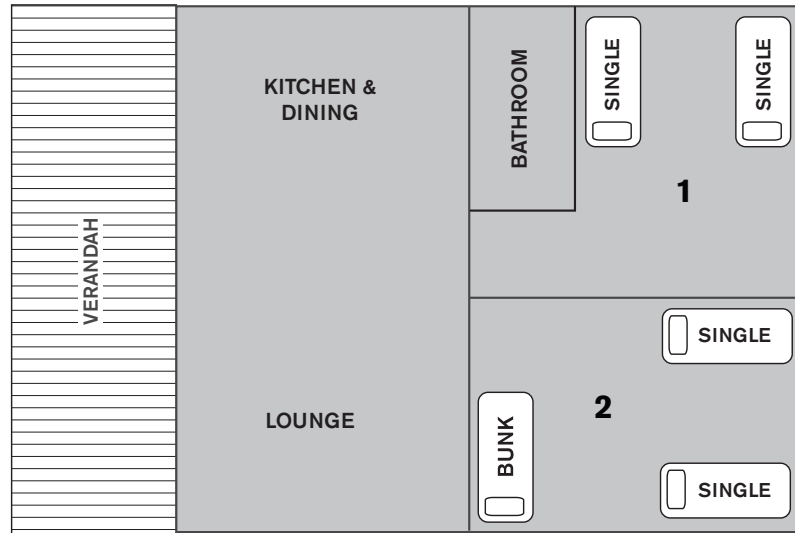 KITCHEN &
DINING
BATHROOM
SINGLE
SINGLE
1
VERANDAH
SINGLE
2
LOUNGE
BUNK
SINGLE